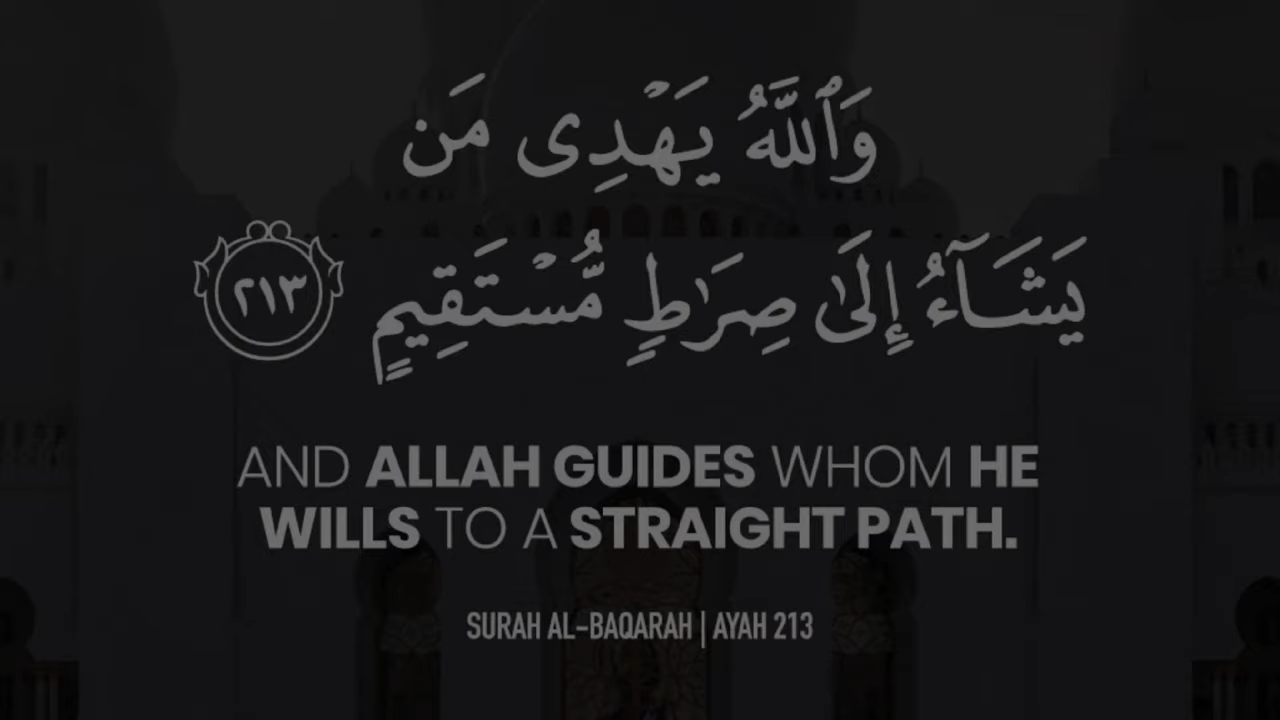 وَٱللَّهُ يَهْدِى مَن
يَشَآءُ إِلَىٰ صِرَٰطٍ مُّسْتَقِيمٍ ٢١٣
AND ALLAH GUIDES WHOM HE
WILLS TO A STRAIGHT PATH.
SURAH AL-BAQARAH | AYAH 213